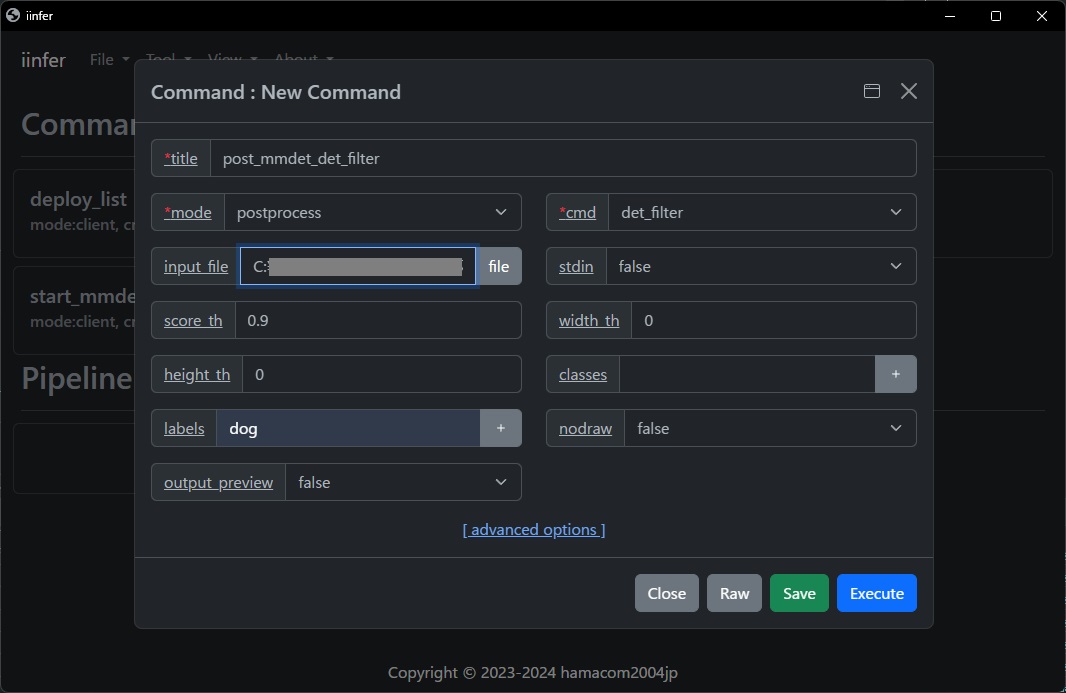 iinfer
iinfer File Tool View About
Command : New Command
*title post_mmdet_det_filter
deploy_list
mode:client, cr
*mode postprocess *cmd det_filter
input_file C: file stdin false
start_mmde
mode:client, cr
score_th 0.9 width_th 0
Pipeline
height_th 0 classes +
labels dog + nodraw false
output_preview false
[ advanced options ]
Close Raw Save Execute
Copyright © 2023-2024 hamacom2004jp